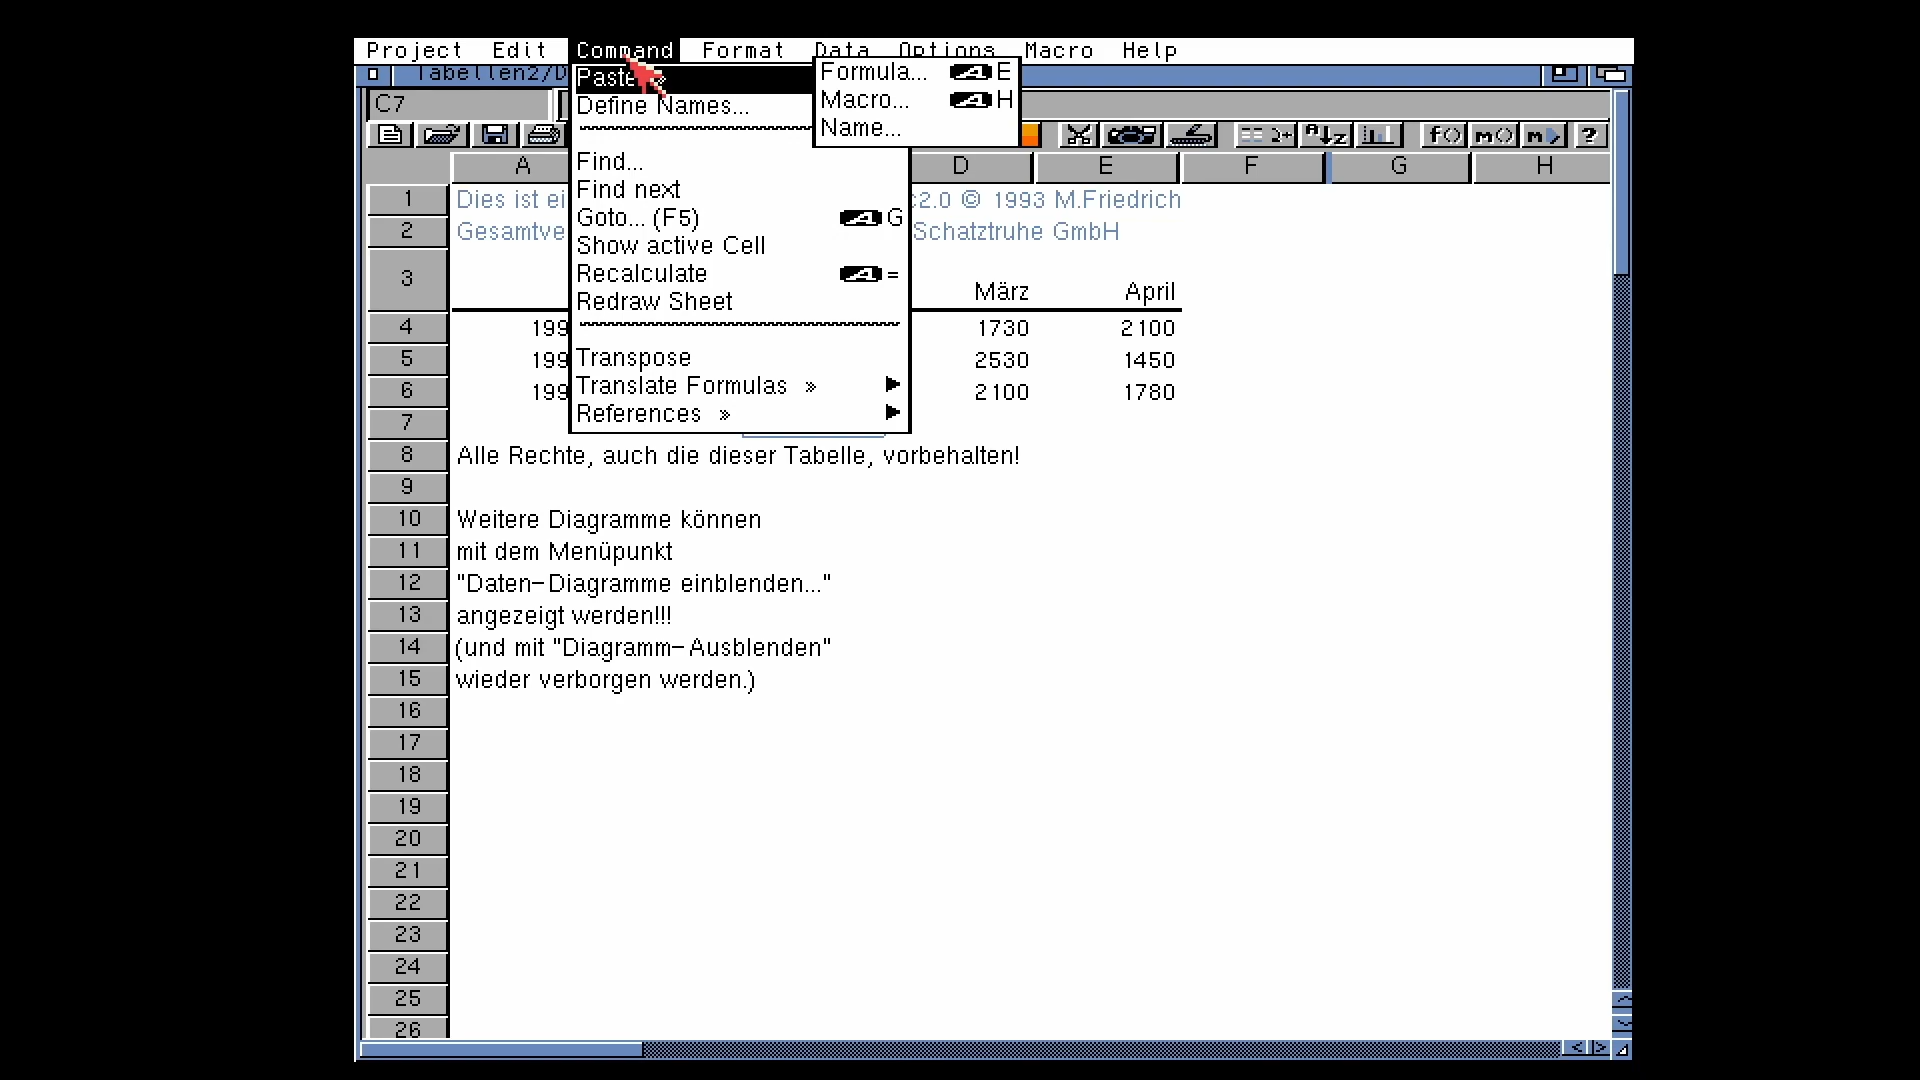 Project Edit Command Format Data Options Macro Help
Tabellen2/D
Paste »
Formula... E
Macro... H
Name...
Define Names...
C7
Find...
Find next
Goto... (F5) G
Show active Cell
Recalculate =
Redraw Sheet
Transpose
Translate Formulas »
References »
A D E F G H
1 Dies ist ei c2.0 © 1993 M.Friedrich
2 Gesamtve Schatztruhe GmbH
3 März April
4 199 1730 2100
5 199 2530 1450
6 199 2100 1780
7
8 Alle Rechte, auch die dieser Tabelle, vorbehalten!
9
10 Weitere Diagramme können
11 mit dem Menüpunkt
12 "Daten-Diagramme einblenden..."
13 angezeigt werden!!!
14 (und mit "Diagramm-Ausblenden"
15 wieder verborgen werden.)
16
17
18
19
20
21
22
23
24
25
26